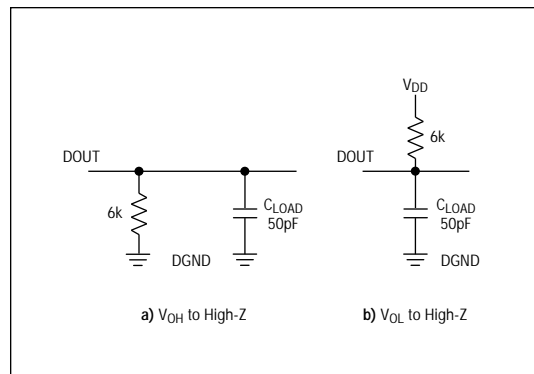 VDD
6k
DOUT
6k
CLOAD
50pF
DGND
a) VOH to High-Z
DOUT
CLOAD
50pF
DGND
b) VOL to High-Z